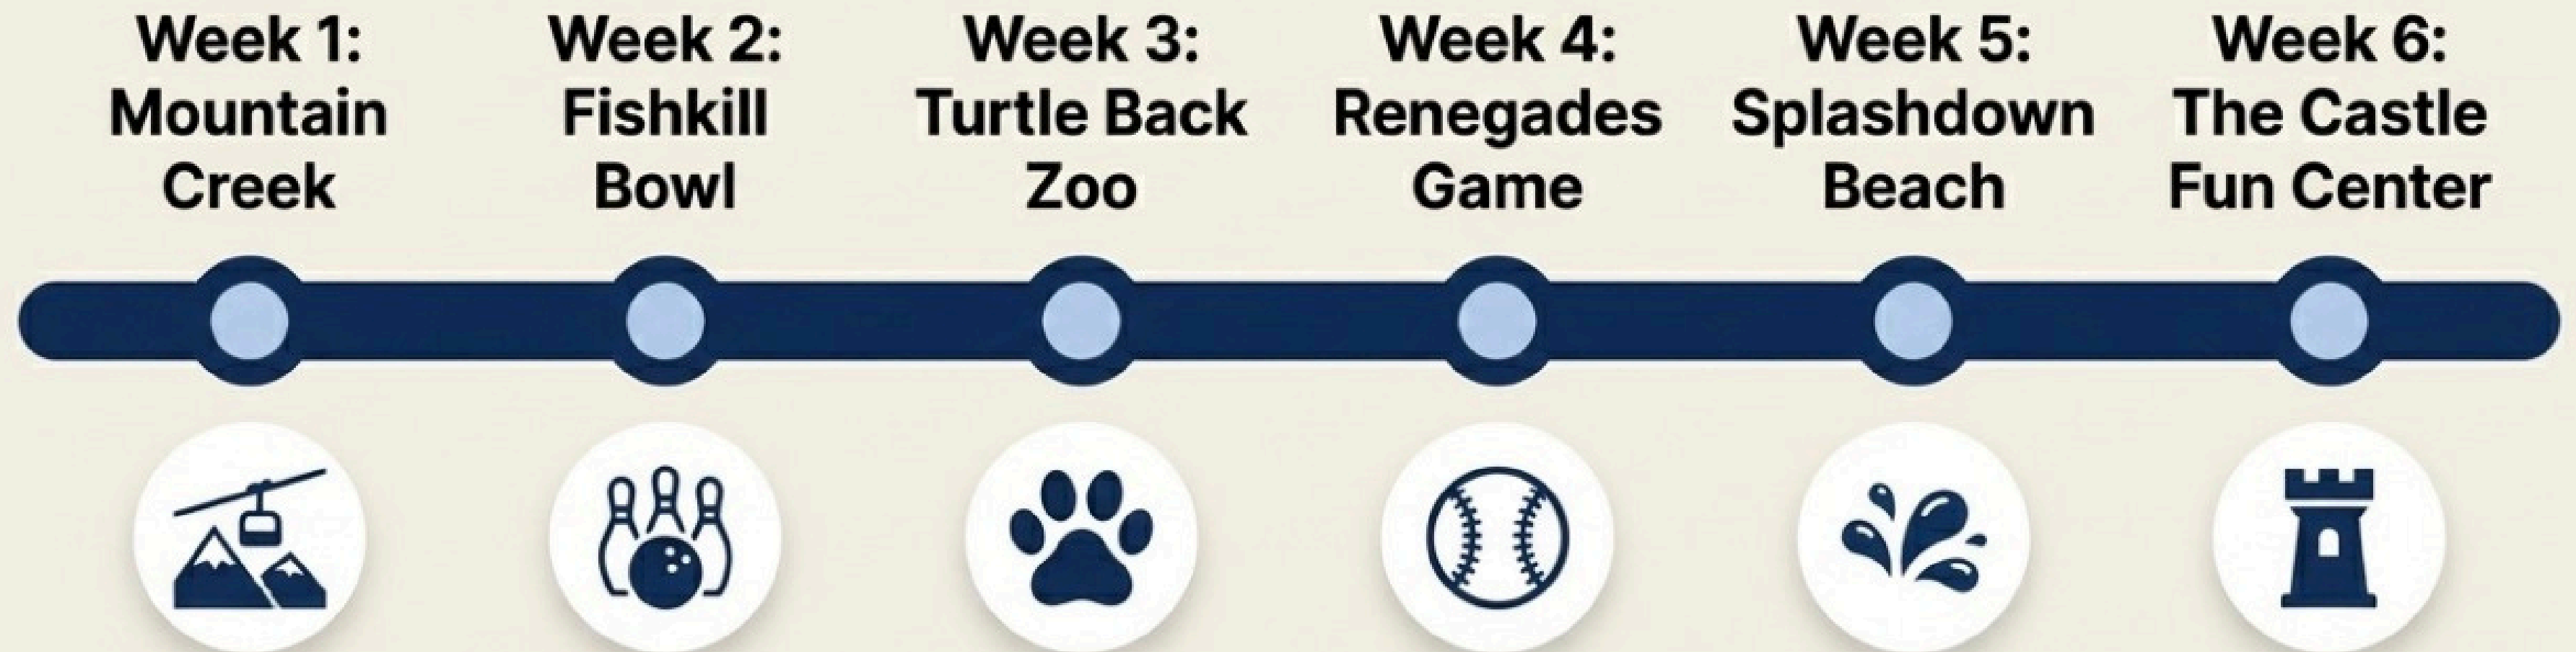 Week 1:
Mountain
Creek
Week 2:
Fishkill
Bowl
Week 3:
Turtle Back
Zoo
Week 4:
Renegades
Game
Week 5:
Splashdown
Beach
Week 6:
The Castle
Fun Center